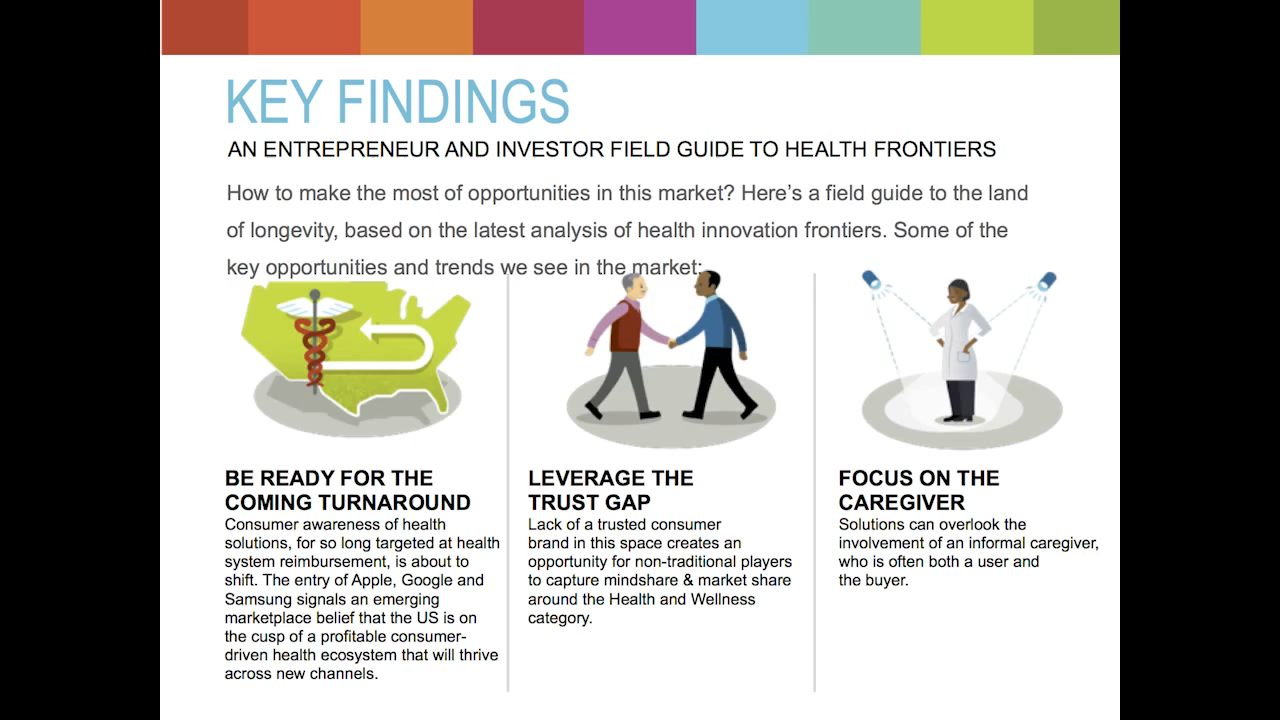 KEY FINDINGS
AN ENTREPRENEUR AND INVESTOR FIELD GUIDE TO HEALTH FRONTIERS
How to make the most of opportunities in this market? Here’s a field guide to the land
of longevity, based on the latest analysis of health innovation frontiers. Some of the
key opportunities and trends we see in the market:
BE READY FOR THE
COMING TURNAROUND
Consumer awareness of health
solutions, for so long targeted at health
system reimbursement, is about to
shift. The entry of Apple, Google and
Samsung signals an emerging
marketplace belief that the US is on
the cusp of a profitable consumer-
driven health ecosystem that will thrive
across new channels.
LEVERAGE THE
TRUST GAP
Lack of a trusted consumer
brand in this space creates an
opportunity for non-traditional players
to capture mindshare & market share
around the Health and Wellness
category.
FOCUS ON THE
CAREGIVER
Solutions can overlook the
involvement of an informal caregiver,
who is often both a user and
the buyer.